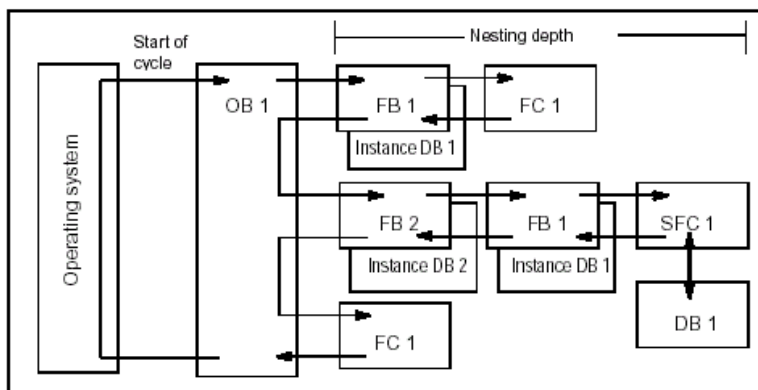 Start of
cycle
Nesting depth
Operating system
OB 1
FB 1
FC 1
Instance DB 1
FB 2
FB 1
SFC 1
Instance DB 2
Instance DB 1
DB 1
FC 1